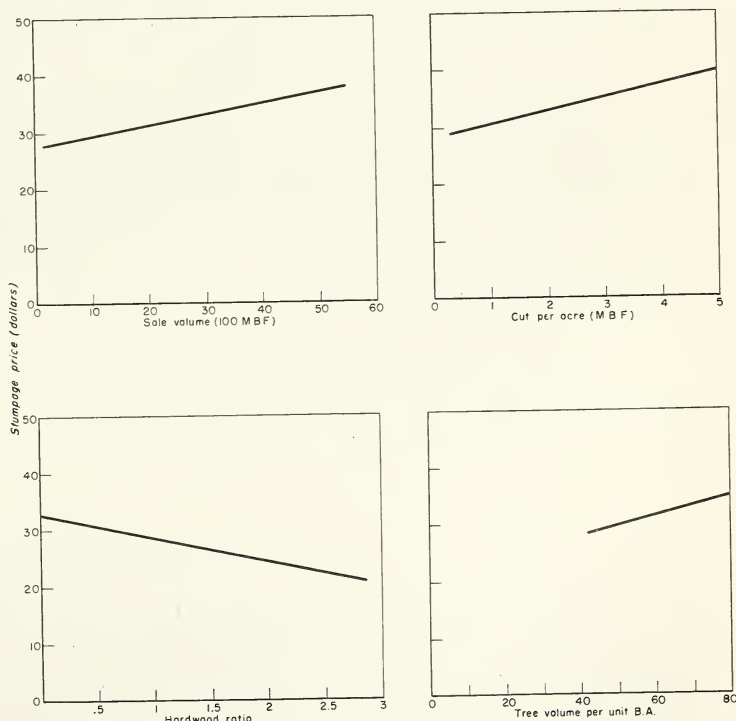 Stumpage price (dollars)
50
40
30
20
10
0
0 10 20 30 40 50 60
Sale volume (100 M B F)
0 1 2 3 4 5
Cut per acre (M B F)
50
40
30
20
10
0
.5 1 1.5 2 2.5 3
Hardwood ratio
0 20 40 60 80
Tree volume per unit B.A.